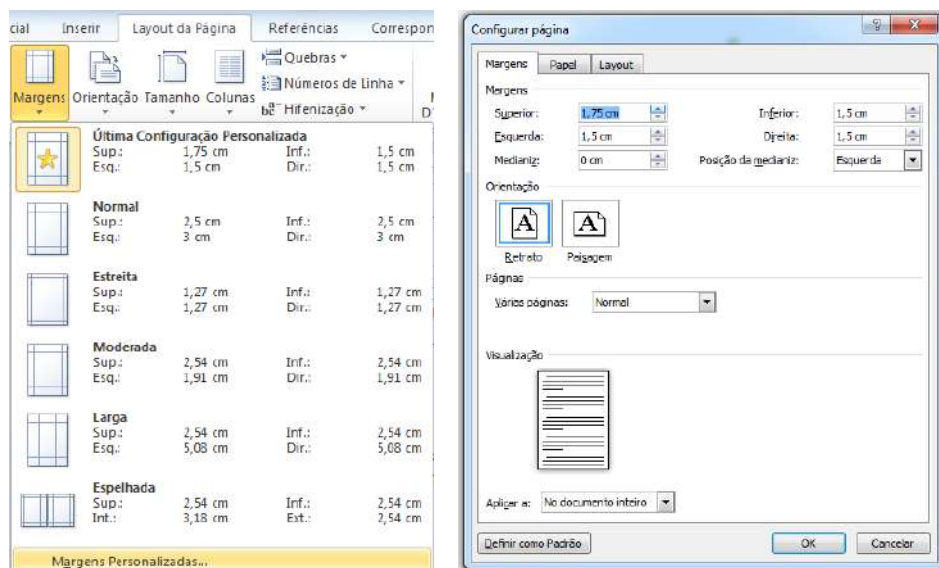 cial Inserir Layout da Página Referências Correspon
Margens Orientação Tamanho Colunas
Quebras
Números de Linha
Hifenização
Última Configuração Personalizada
Sup.: 1,75 cm Inf.: 1,5 cm
Esq.: 1,5 cm Dir.: 1,5 cm
Normal
Sup.: 2,5 cm Inf.: 2,5 cm
Esq.: 3 cm Dir.: 3 cm
Estreita
Sup.: 1,27 cm Inf.: 1,27 cm
Esq.: 1,27 cm Dir.: 1,27 cm
Moderada
Sup.: 2,54 cm Inf.: 2,54 cm
Esq.: 1,91 cm Dir.: 1,91 cm
Larga
Sup.: 2,54 cm Inf.: 2,54 cm
Esq.: 5,08 cm Dir.: 5,08 cm
Espelhada
Sup.: 2,54 cm Inf.: 2,54 cm
Int.: 3,18 cm Ext.: 2,54 cm
Margens Personalizadas...
Configurar página
Margens Papel Layout
Margens
Superior: 1,75 cm Inferior: 1,5 cm
Esquerda: 1,5 cm Direita: 1,5 cm
Medianiz: 0 cm Posição da medianiz: Esquerda
Orientação
Retrato Paisagem
Páginas
Várias páginas: Normal
Visualização
Aplicar a: No documento inteiro
Definir como Padrão OK Cancelar